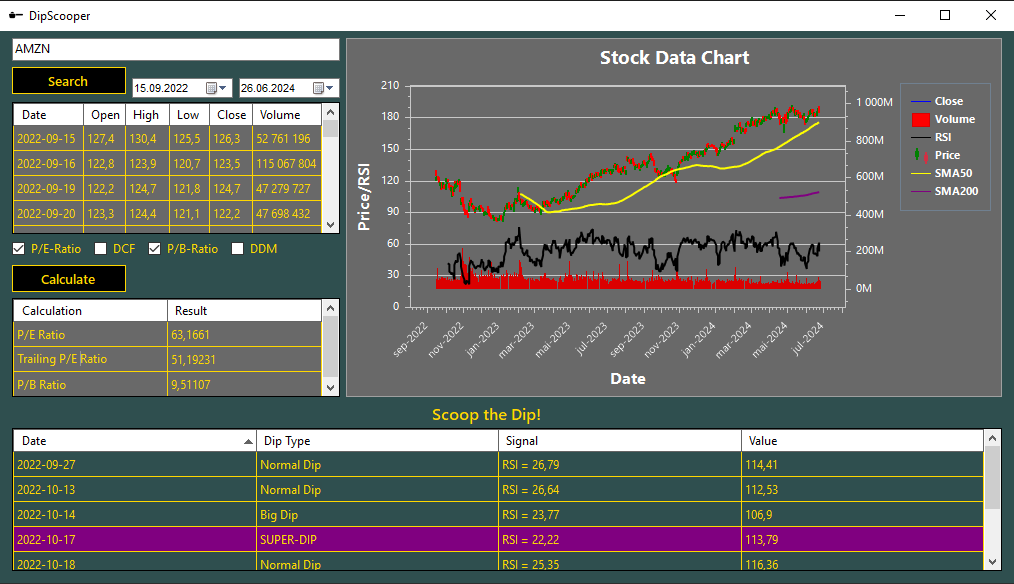 DipScooper
AMZN
Search
15.09.2022
26.06.2024
Date Open High Low Close Volume
2022-09-15 127,4 130,4 125,5 126,3 52 761 196
2022-09-16 122,8 123,9 120,7 123,5 115 067 804
2022-09-19 122,2 124,7 121,8 124,7 47 279 727
2022-09-20 123,3 124,4 121,1 122,2 47 698 432
P/E-Ratio DCF P/B-Ratio DDM
Calculate
Calculation Result
P/E Ratio 63,1661
Trailing P/E Ratio 51,19231
P/B Ratio 9,51107
Stock Data Chart
Price/RSI
210
180
150
120
90
60
30
0
1 000M
800M
600M
400M
200M
0M
sep-2022 nov-2022 jan-2023 mar-2023 mai-2023 jul-2023 sep-2023 nov-2023 jan-2024 mar-2024 mai-2024 jul-2024
Date
Close
Volume
RSI
Price
SMA50
SMA200
Scoop the Dip!
Date Dip Type Signal Value
2022-09-27 Normal Dip RSI = 26,79 114,41
2022-10-13 Normal Dip RSI = 26,64 112,53
2022-10-14 Big Dip RSI = 23,77 106,9
2022-10-17 SUPER-DIP RSI = 22,22 113,79
2022-10-18 Normal Dip RSI = 25,35 116,36